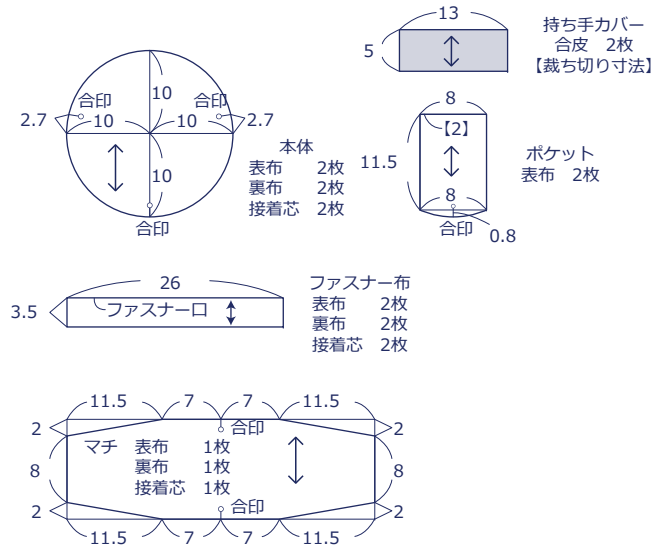 13
5
持ち手カバー
合皮 2枚
【裁ち切り寸法】
10
合印
合印
2.7
10
10
2.7
10
合印
本体
表布 2枚
裏布 2枚
接着芯 2枚
8
【2】
11.5
8
合印
0.8
ポケット
表布 2枚
26
3.5
ファスナー口
ファスナー布
表布 2枚
裏布 2枚
接着芯 2枚
11.5 7 7 11.5
2
合印
2
マチ 表布 1枚
裏布 1枚
接着芯 1枚
8
8
合印
2
2
11.5 7 7 11.5